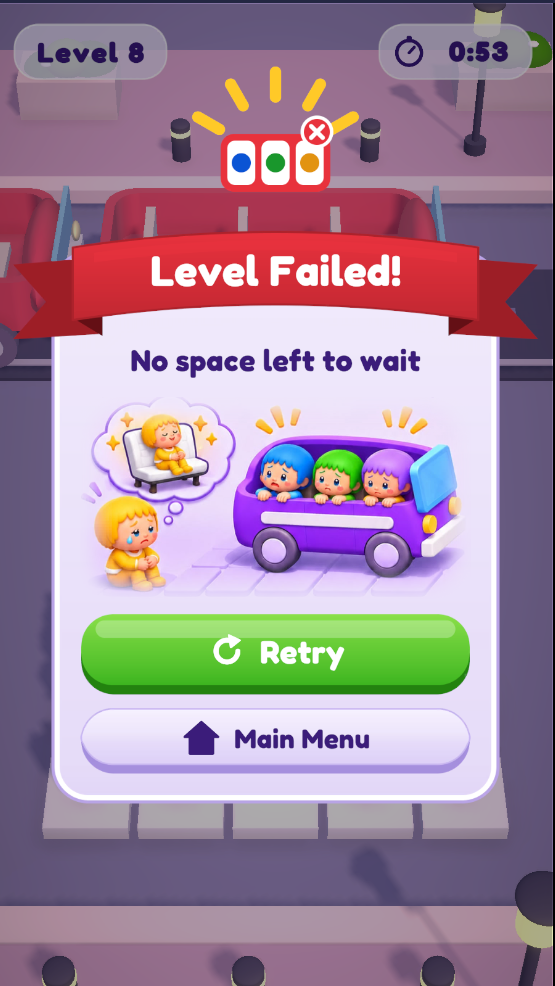 Level 8
0:53
Level Failed!
No space left to wait
Retry
Main Menu